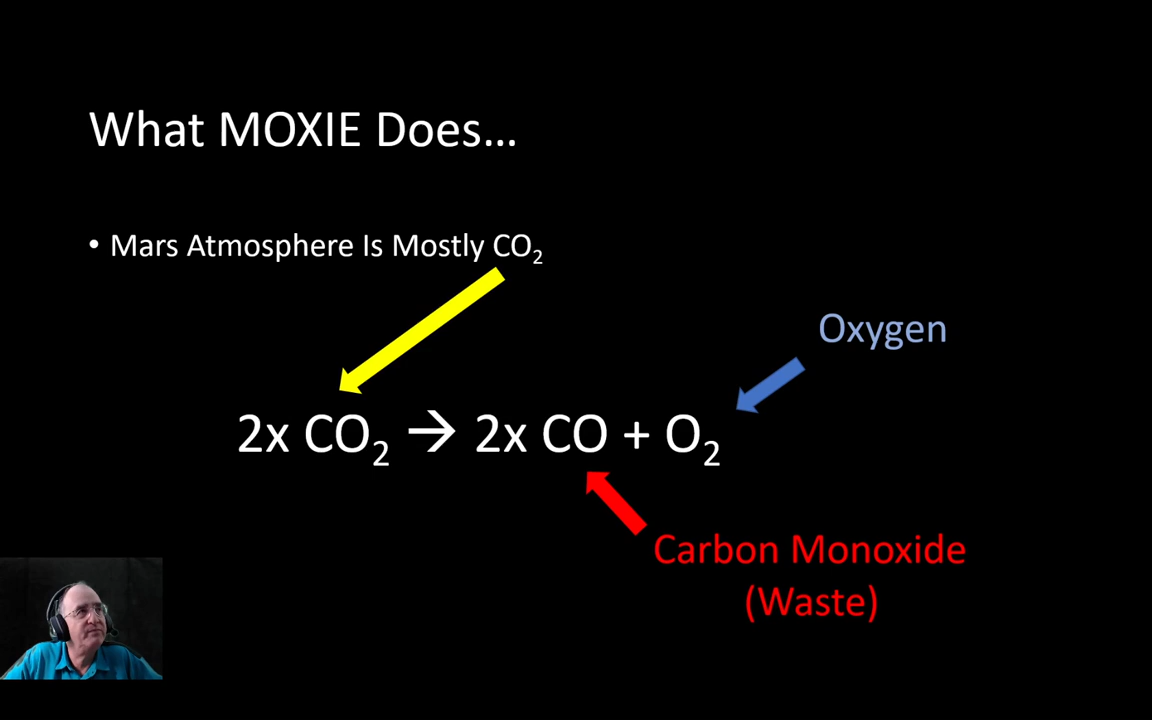 What MOXIE Does…
• Mars Atmosphere Is Mostly CO₂
Oxygen
2x CO₂ → 2x CO + O₂
Carbon Monoxide
(Waste)